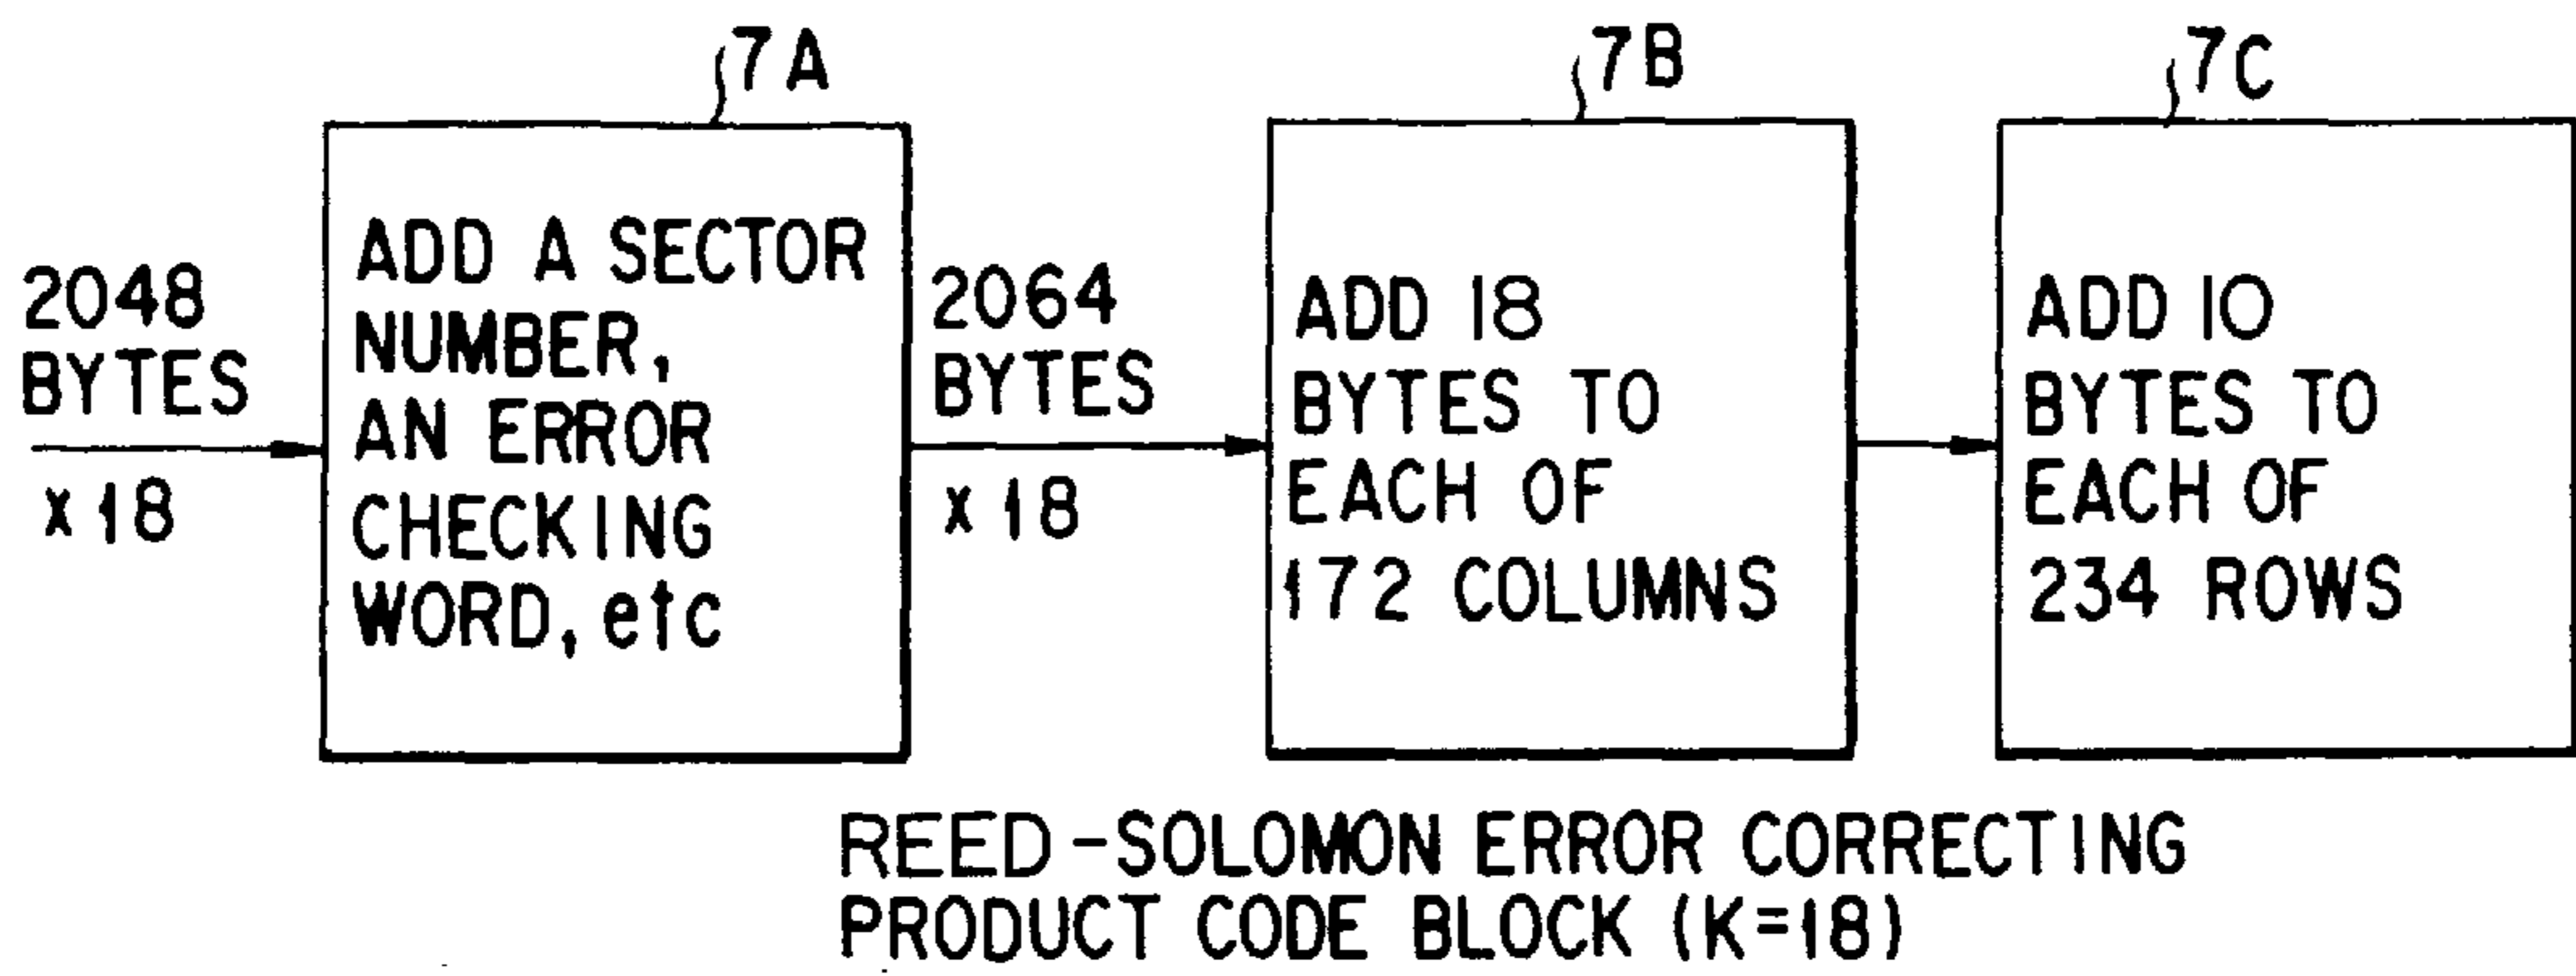 7A
7B
7C
2048
BYTES
x 18
ADD A SECTOR
NUMBER,
AN ERROR
CHECKING
WORD, etc
2064
BYTES
x 18
ADD 18
BYTES TO
EACH OF
172 COLUMNS
ADD 10
BYTES TO
EACH OF
234 ROWS
REED-SOLOMON ERROR CORRECTING
PRODUCT CODE BLOCK (K=18)